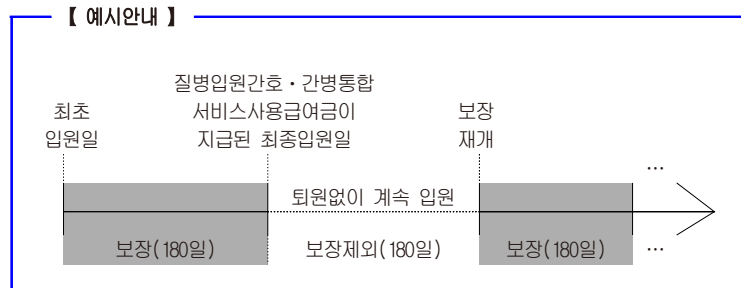 【 예시안내 】
질병입원간호·간병통합
최초 서비스사용급여금이 보장
입원일 지급된 최종입원일 재개
…
퇴원없이 계속 입원
보장(180일) 보장제외(180일) 보장(180일) …